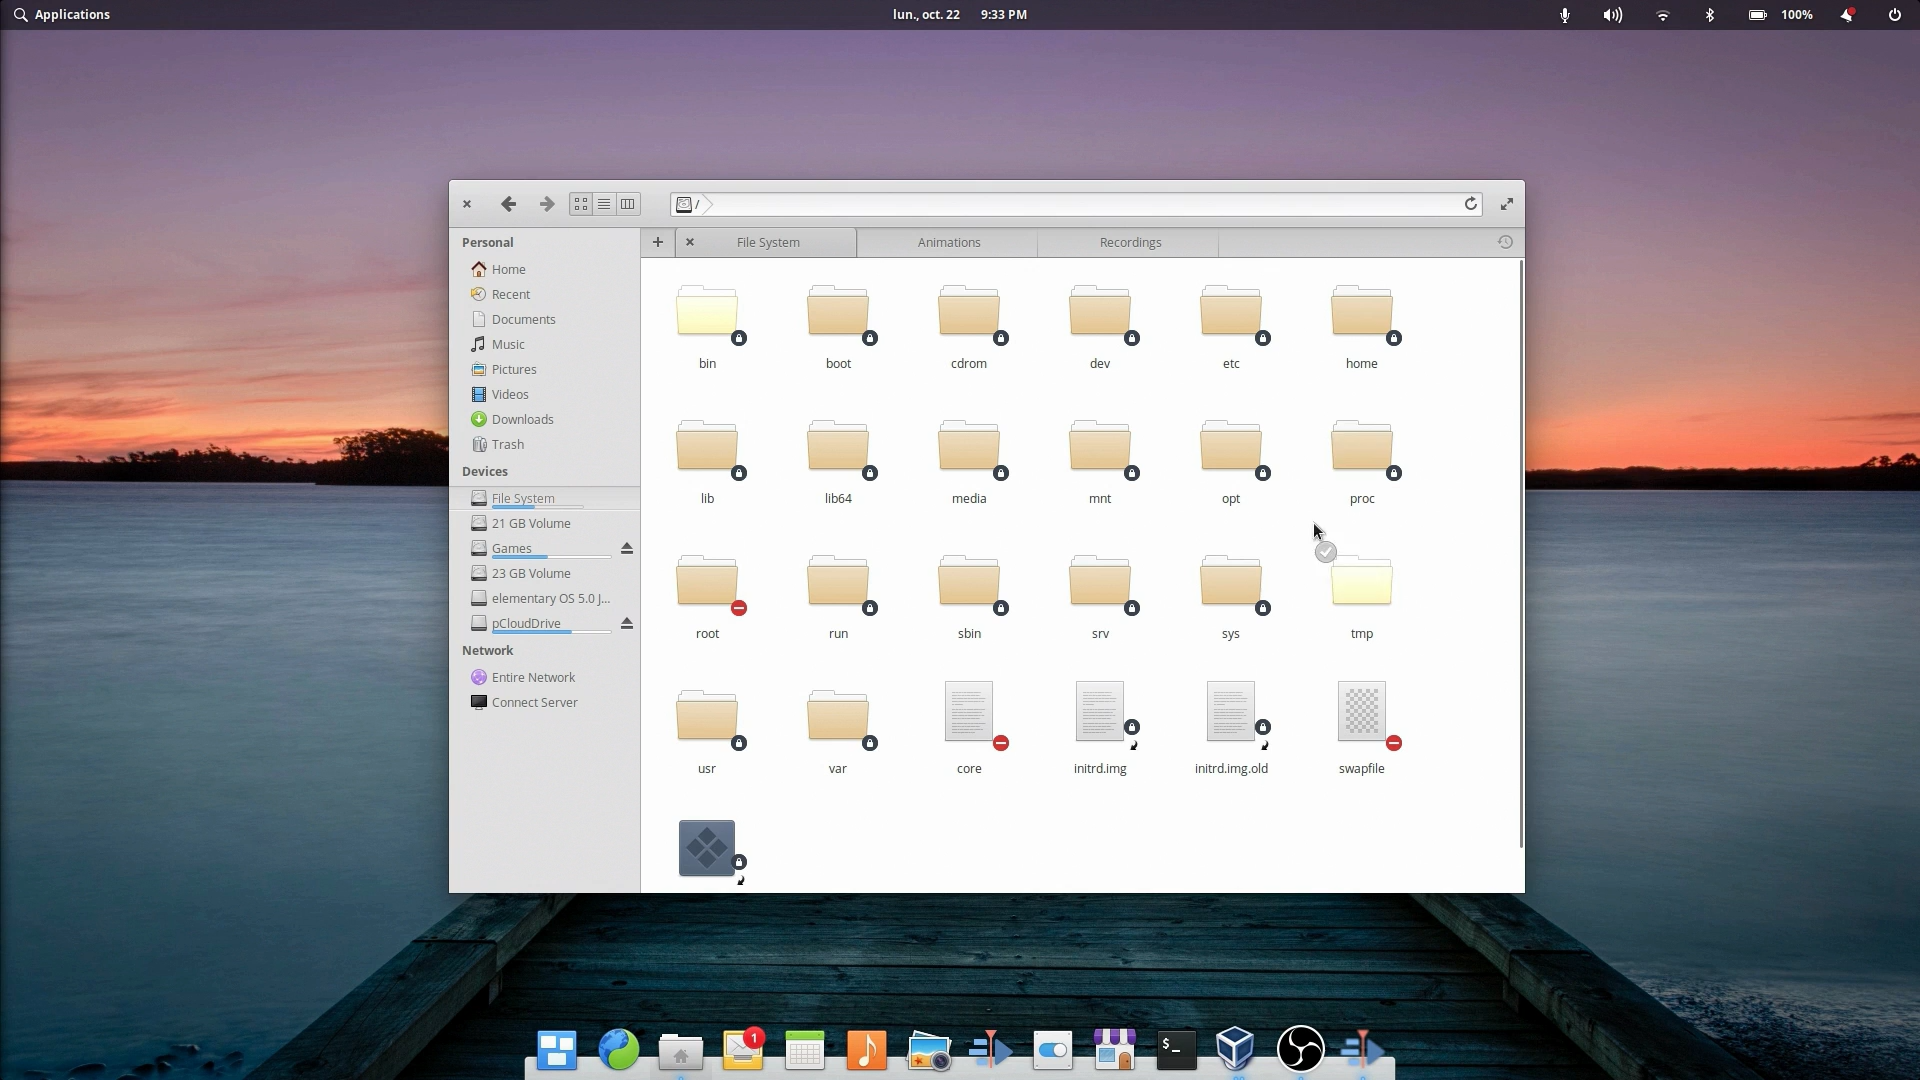 Applications
lun., oct. 22 9:33 PM
100%
/
Personal
Home
Recent
Documents
Music
Pictures
Videos
Downloads
Trash
Devices
File System
21 GB Volume
Games
23 GB Volume
elementary OS 5.0 J...
pCloudDrive
Network
Entire Network
Connect Server
File System Animations Recordings
bin boot cdrom dev etc home
lib lib64 media mnt opt proc
root run sbin srv sys tmp
usr var core initrd.img initrd.img.old swapfile
1
$_